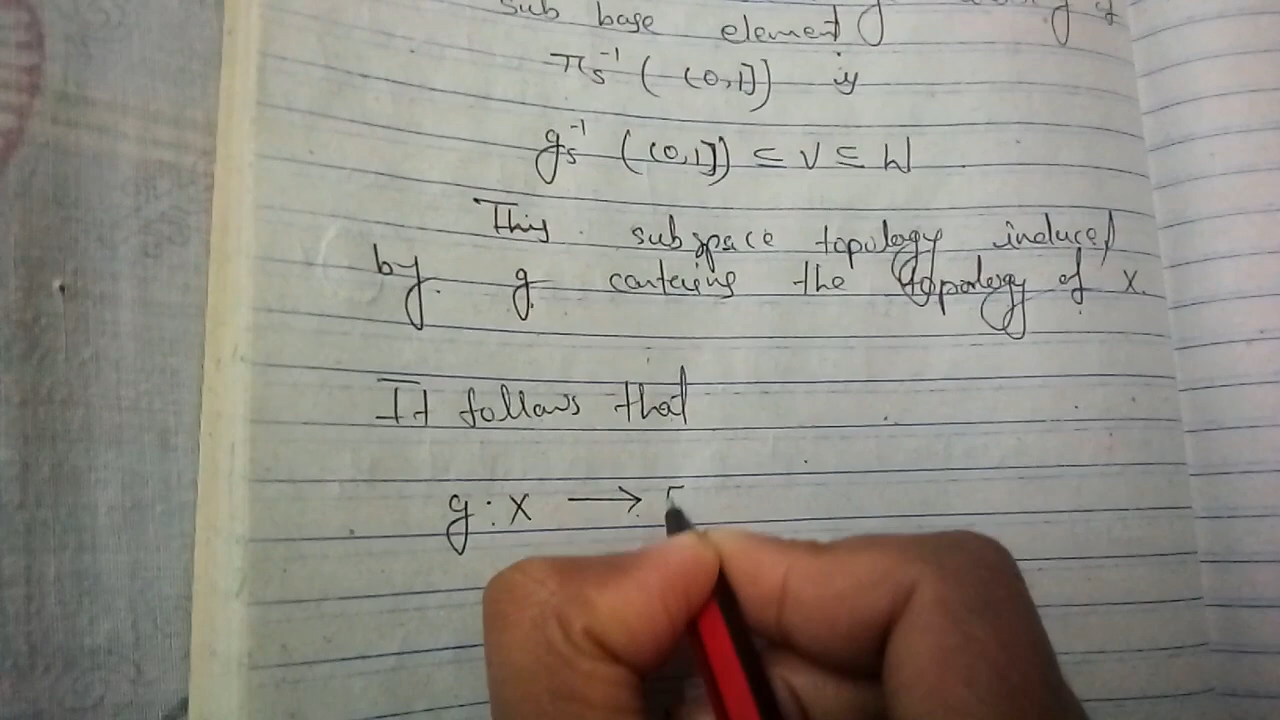 sub base element
π_s^{-1} ((0,1]) is
g_s^{-1} ((0,1]) ⊆ V ⊆ W
This subspace topology induced
by g contains the topology of X.
It follows that
g : X → [